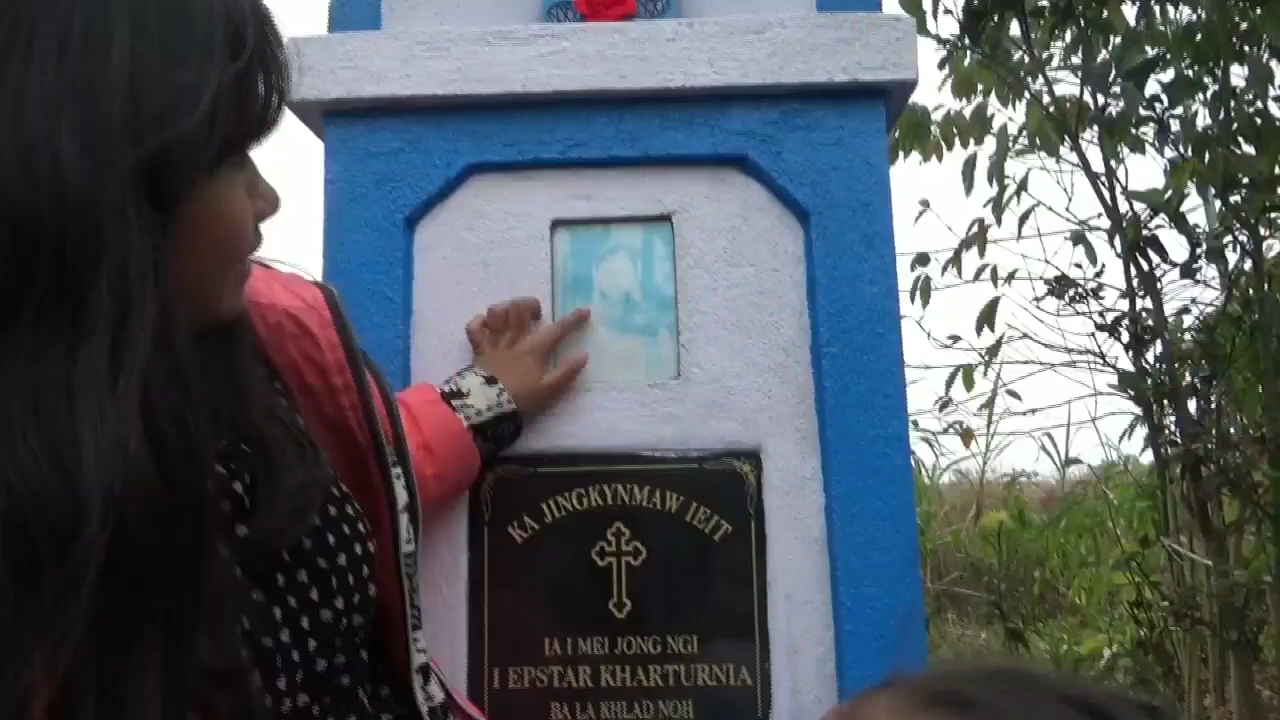 KA JINGKYNMAW IEIT
IA I MEI JONG NGI
I EPSTAR KHARTURNIA
BA LA KHLAD NOH